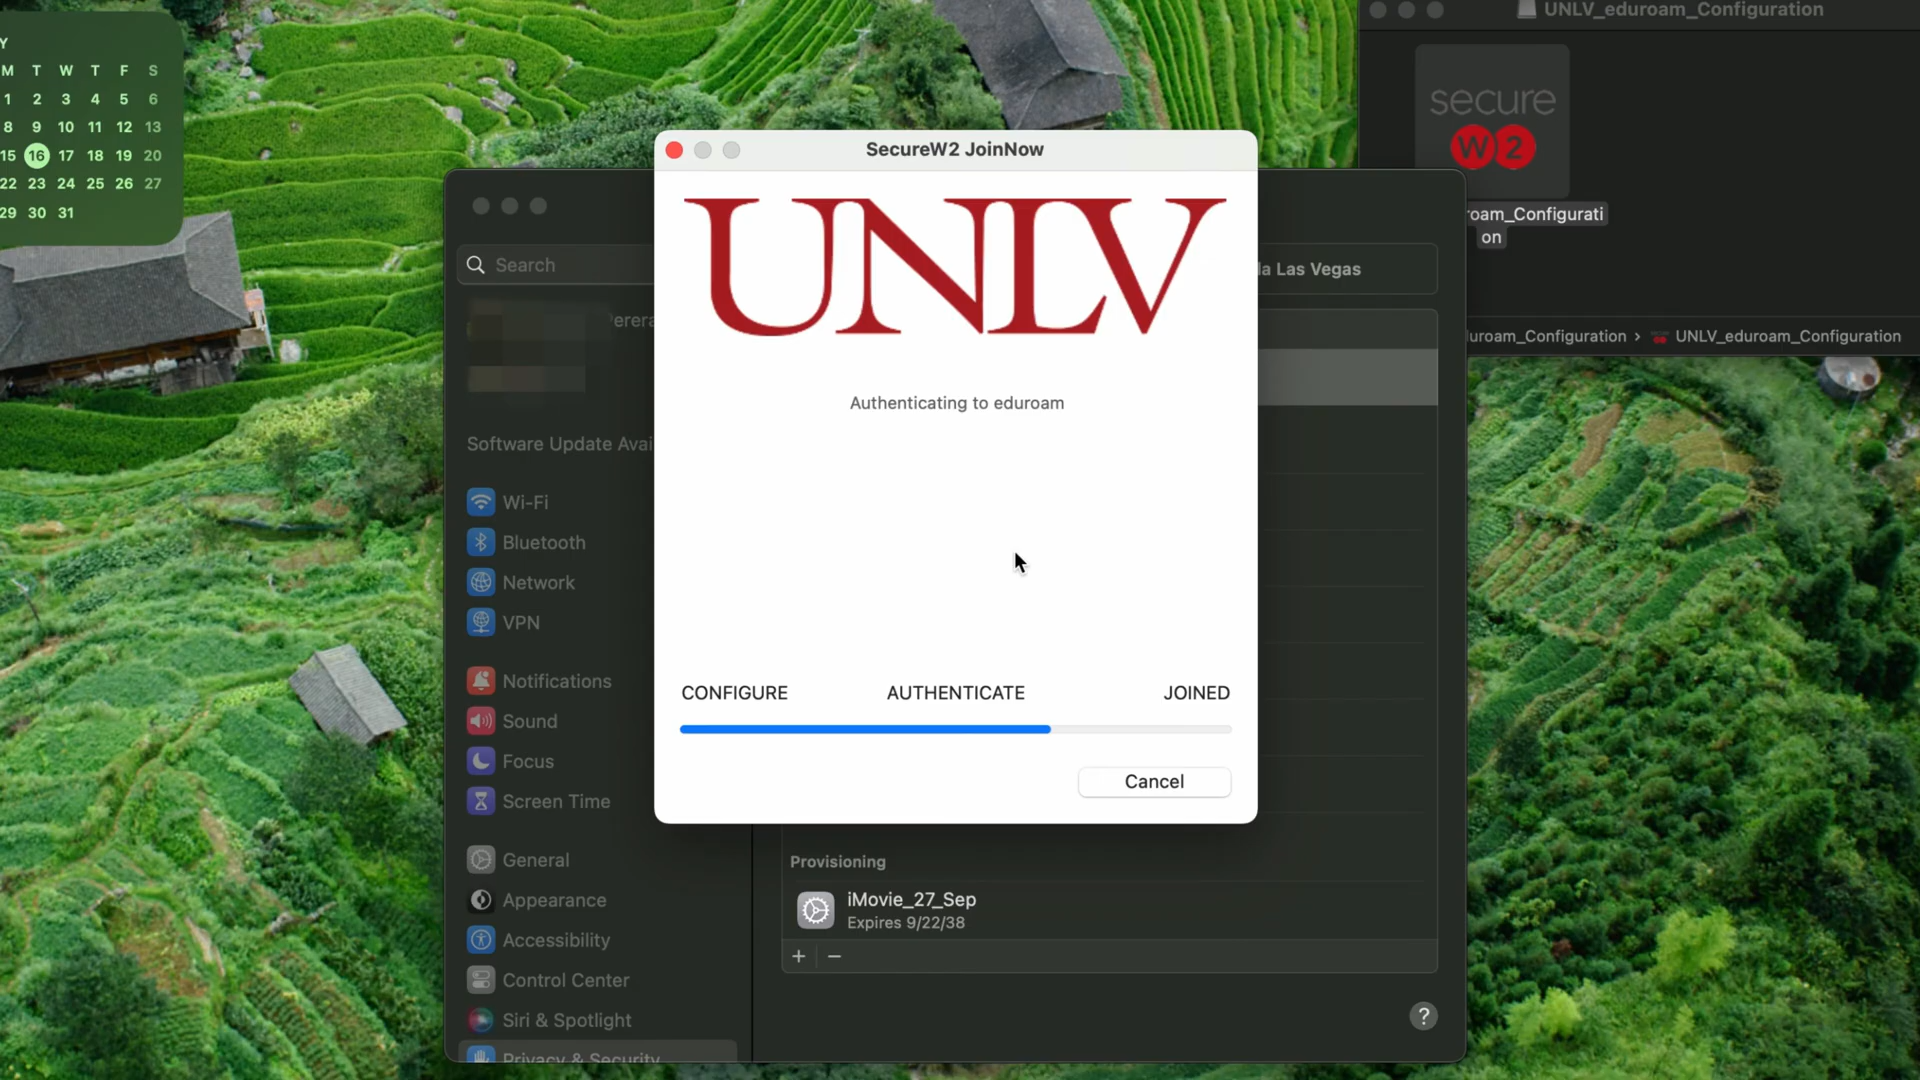 Y
M T W T F S
1 2 3 4 5 6
8 9 10 11 12 13
15 16 17 18 19 20
22 23 24 25 26 27
29 30 31
UNLV_eduroam_Configuration
secure
W2
roam_Configurati
on
uroam_Configuration › UNLV_eduroam_Configuration
SecureW2 JoinNow
UNLV
Authenticating to eduroam
CONFIGURE AUTHENTICATE JOINED
Cancel
Search
la Las Vegas
Perera
Software Update Avai
Wi-Fi
Bluetooth
Network
VPN
Notifications
Sound
Focus
Screen Time
General
Appearance
Accessibility
Control Center
Siri & Spotlight
Privacy & Security
Provisioning
iMovie_27_Sep
Expires 9/22/38
+ −
?